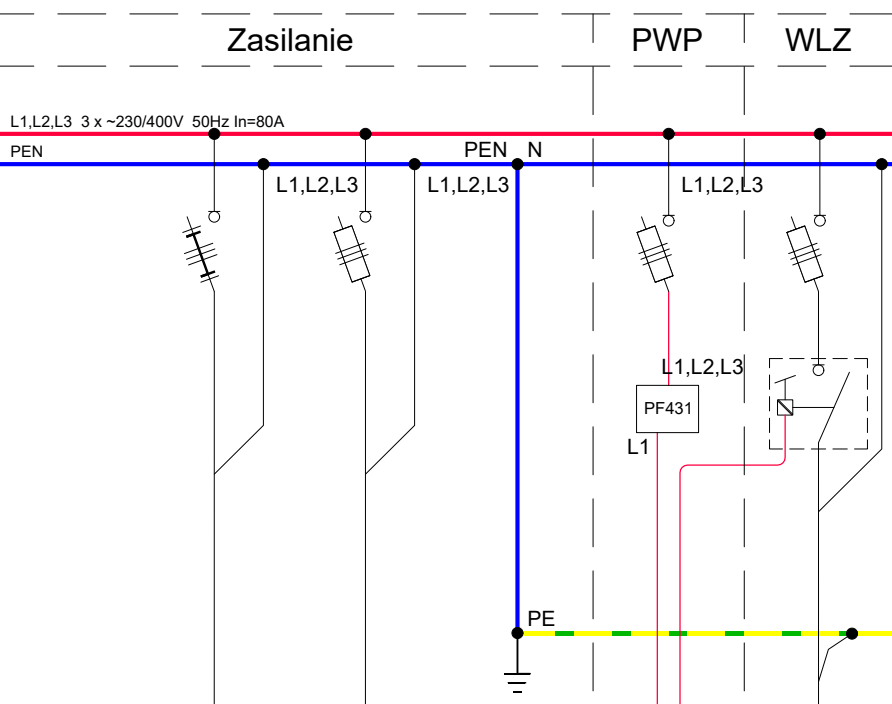 Zasilanie
PWP
WLZ
L1,L2,L3 3 x ~230/400V 50Hz In=80A
PEN
PEN N
L1,L2,L3
L1,L2,L3
L1,L2,L3
L1,L2,L3
PF431
L1
PE